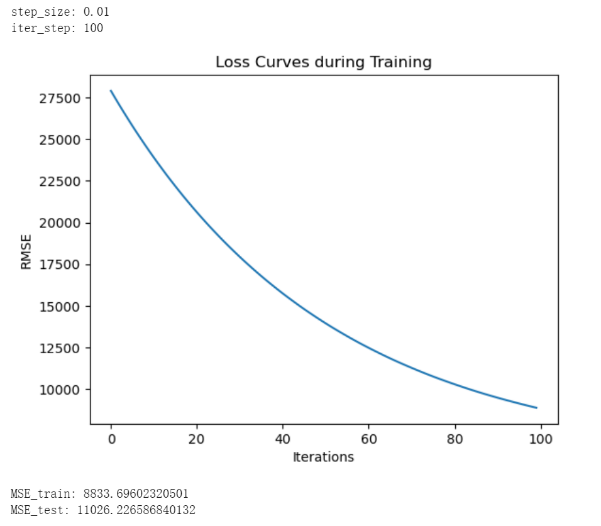 step_size: 0.01
iter_step: 100
Loss Curves during Training
27500
25000
22500
20000
17500
15000
12500
10000
RMSE
0 20 40 60 80 100
Iterations
MSE_train: 8833.69602320501
MSE_test: 11026.226586840132